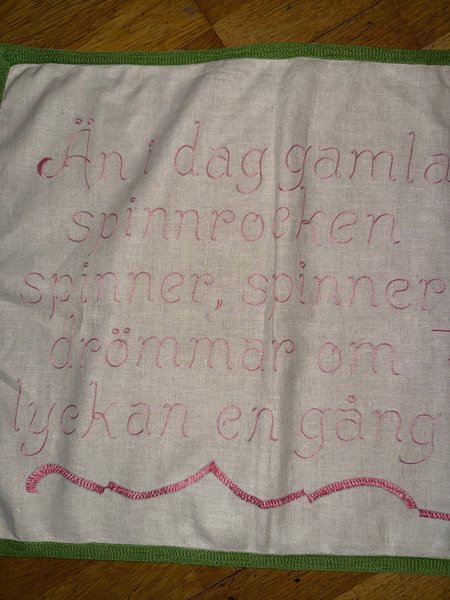 Än i dag gamla
spinnrocken
spinner,, spinner
drömmar om
lyckan en gång